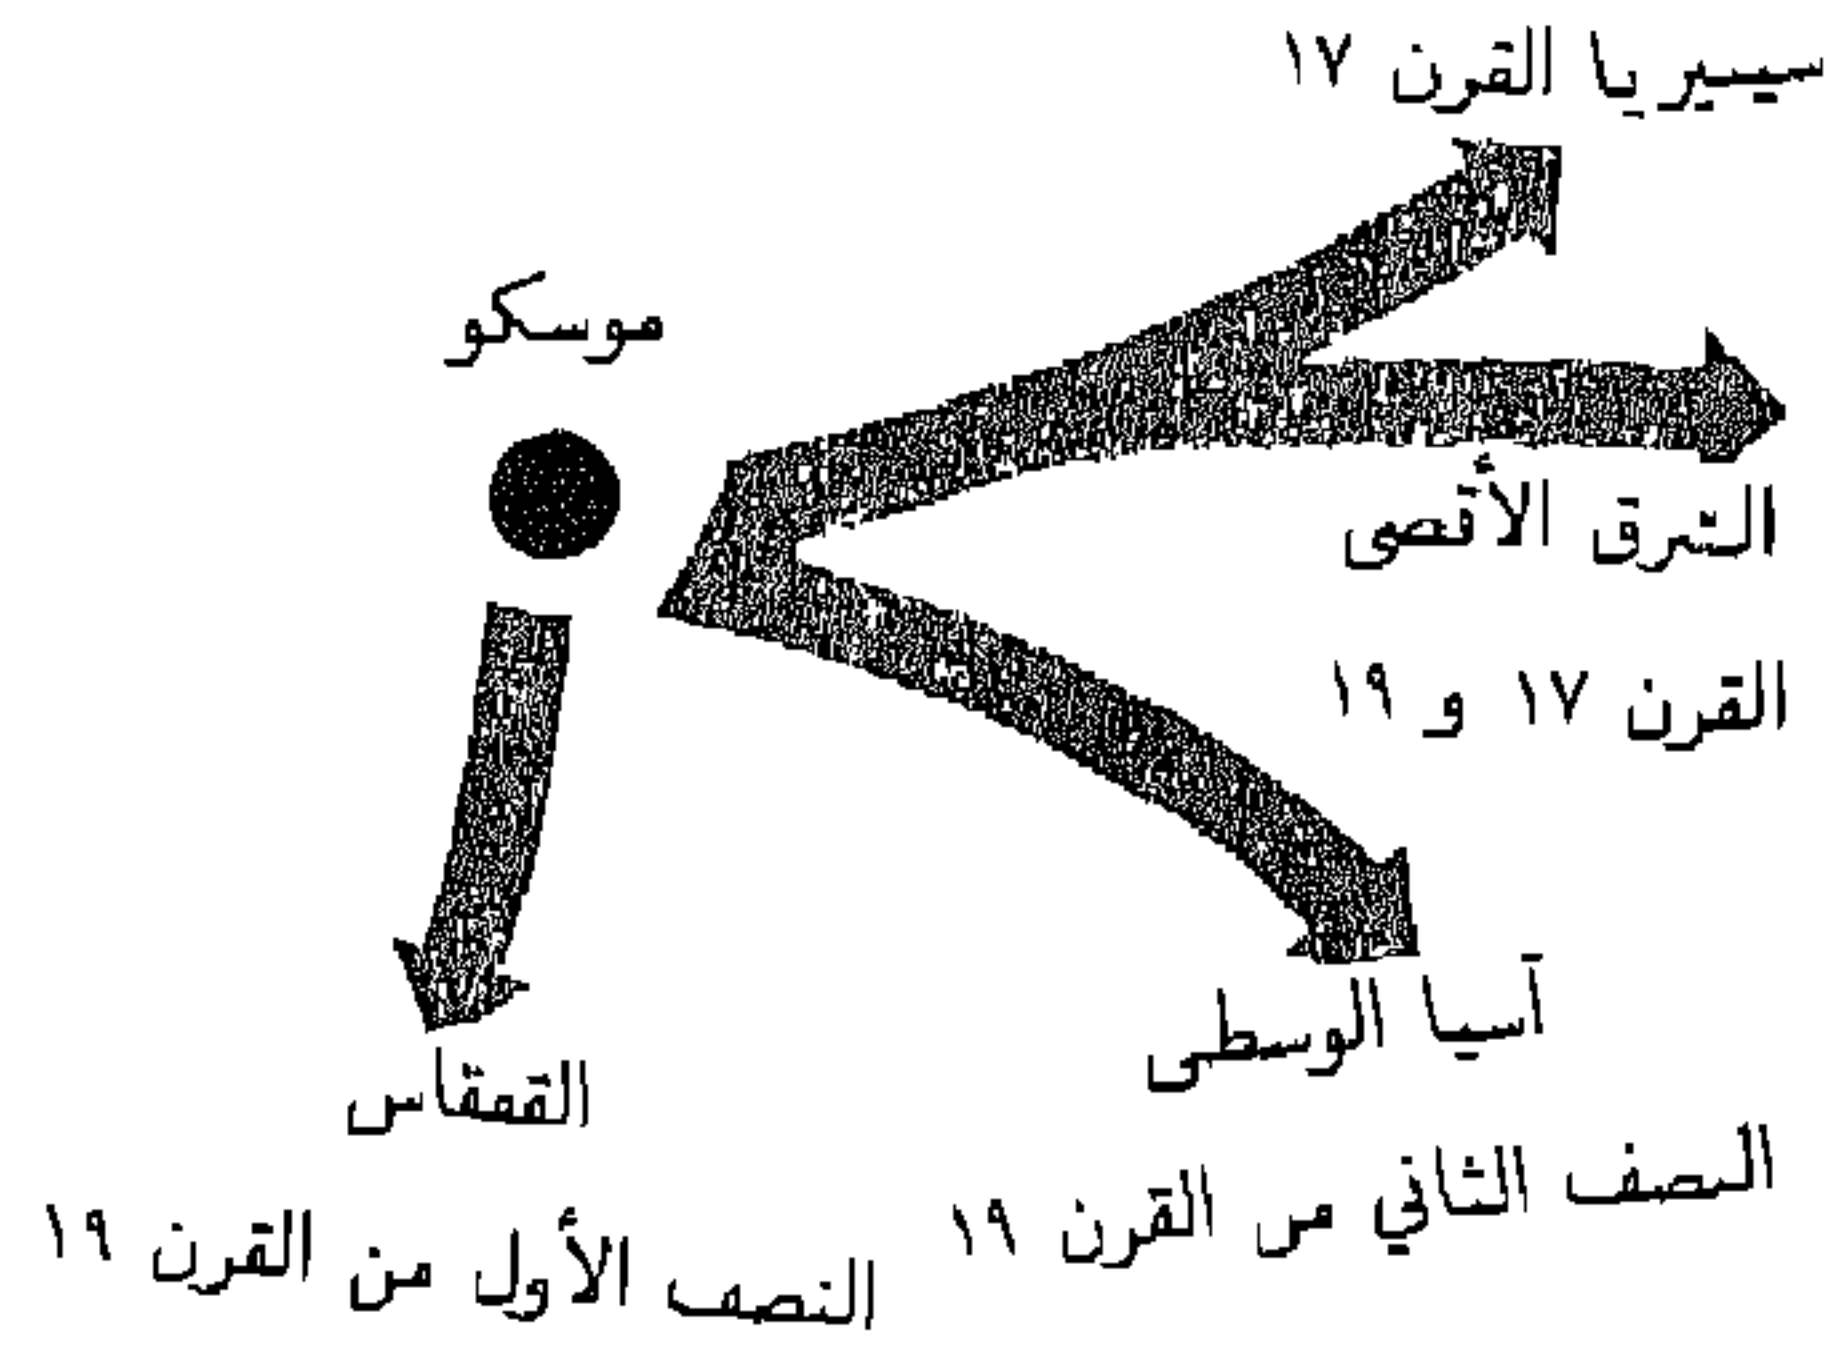 سيبيريا القرن ١٧
موسكو
الشرق الأقصى
القرن ١٧ و ١٩
آسيا الوسطى
النصف الثاني من القرن ١٩
القفقاس
النصف الأول من القرن ١٩